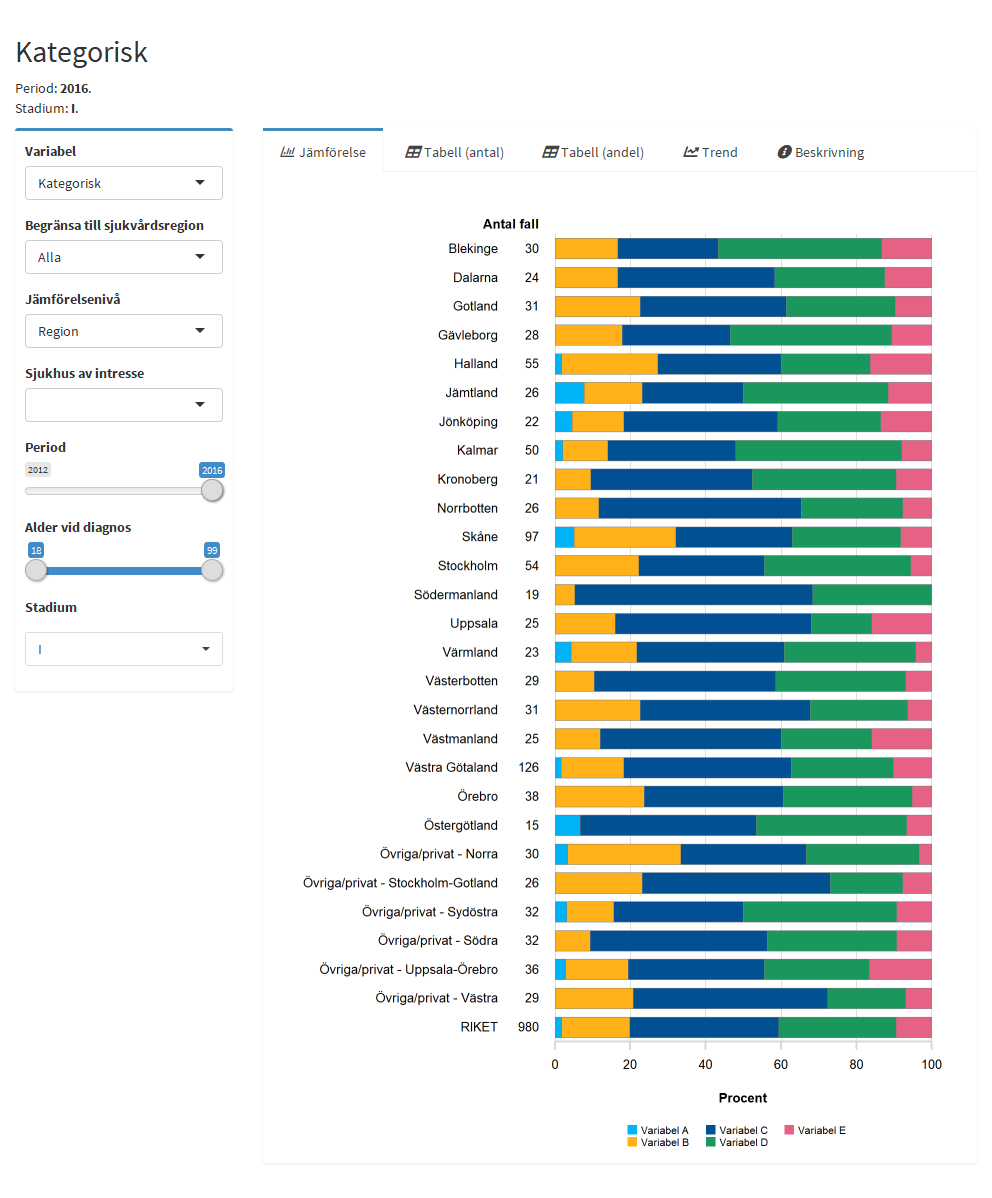 Kategorisk
Period: 2016.
Stadium: I.
Variabel
Kategorisk
Begränsa till sjukvårdsregion
Alla
Jämförelsenivå
Region
Sjukhus av intresse
Period
2012 2016
Alder vid diagnos
18 99
Stadium
I
Jämförelse Tabell (antal) Tabell (andel) Trend Beskrivning
Antal fall
Blekinge 30
Dalarna 24
Gotland 31
Gävleborg 28
Halland 55
Jämtland 26
Jönköping 22
Kalmar 50
Kronoberg 21
Norrbotten 26
Skåne 97
Stockholm 54
Södermanland 19
Uppsala 25
Värmland 23
Västerbotten 29
Västernorrland 31
Västmanland 25
Västra Götaland 126
Örebro 38
Östergötland 15
Övriga/privat - Norra 30
Övriga/privat - Stockholm-Gotland 26
Övriga/privat - Sydöstra 32
Övriga/privat - Södra 32
Övriga/privat - Uppsala-Örebro 36
Övriga/privat - Västra 29
RIKET 980
0 20 40 60 80 100
Procent
Variabel A Variabel C Variabel E
Variabel B Variabel D